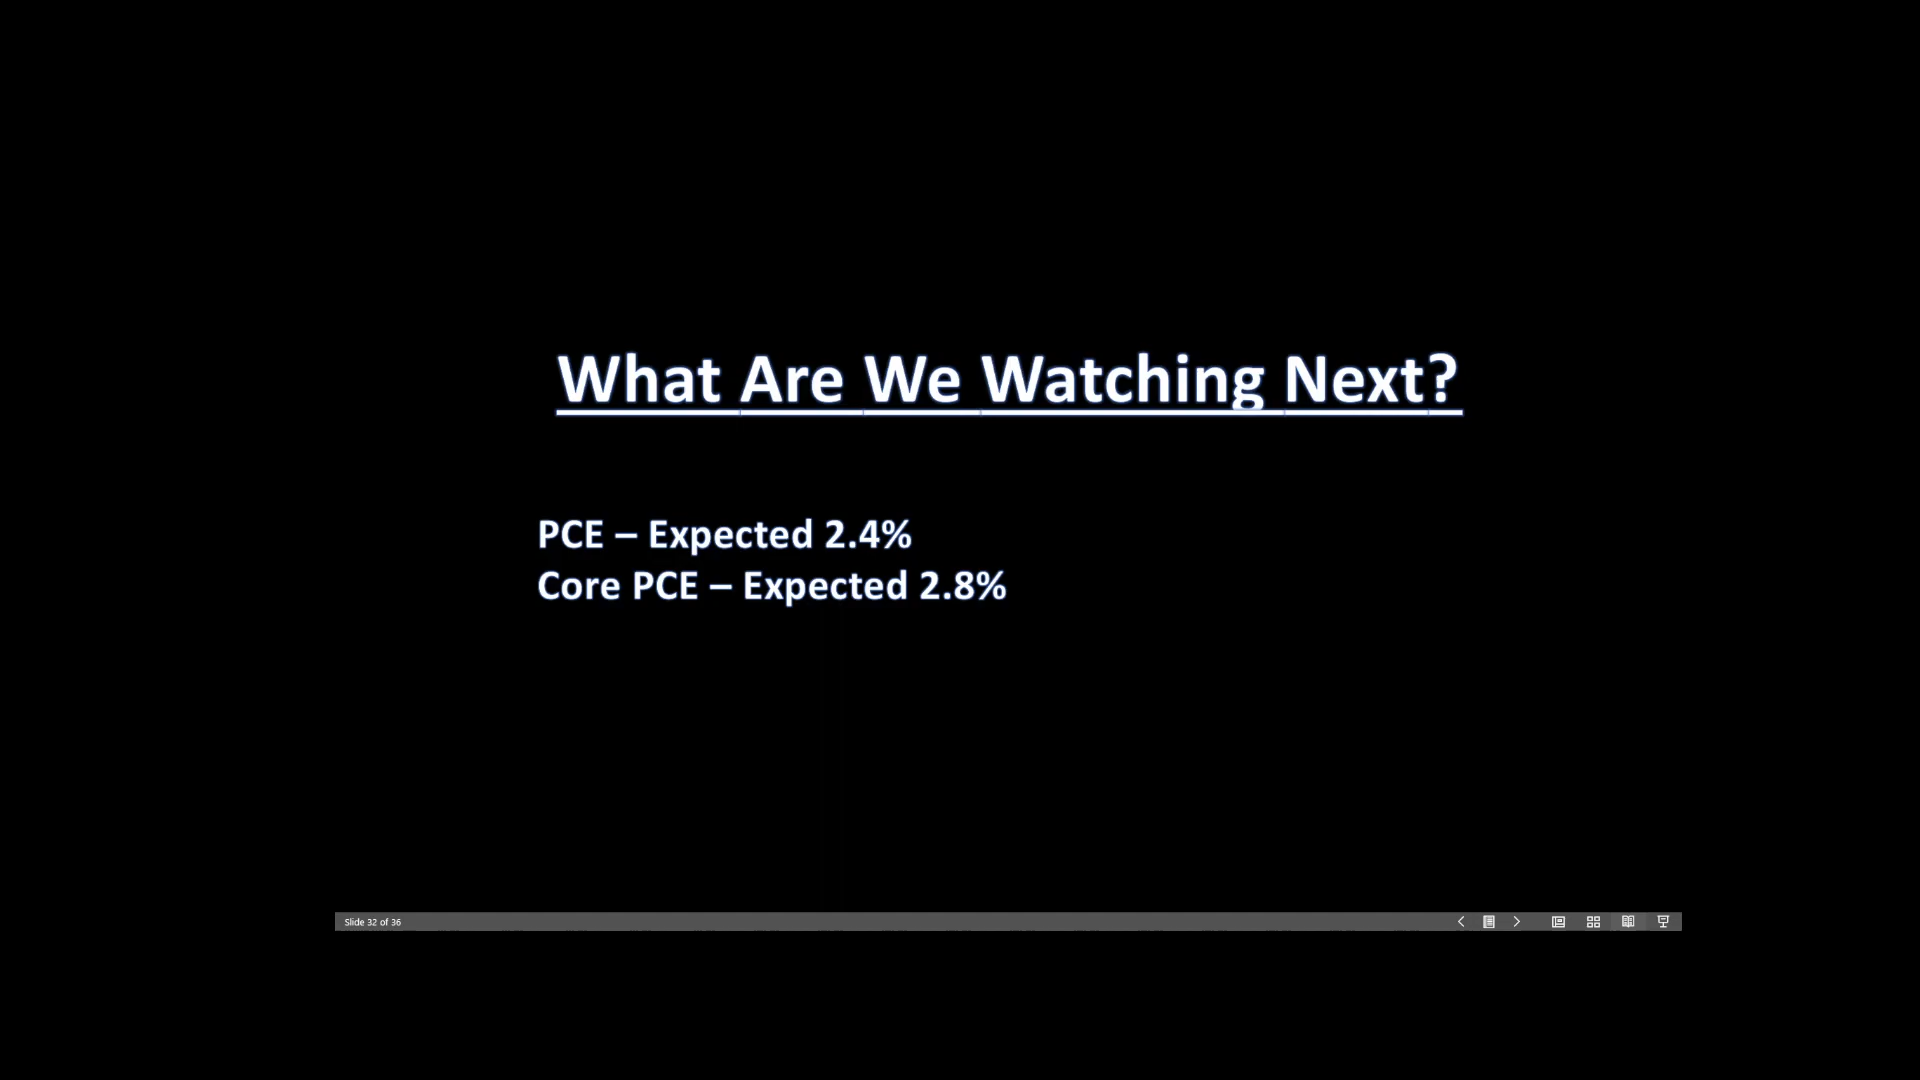 What Are We Watching Next?
PCE – Expected 2.4%
Core PCE – Expected 2.8%
Slide 32 of 36